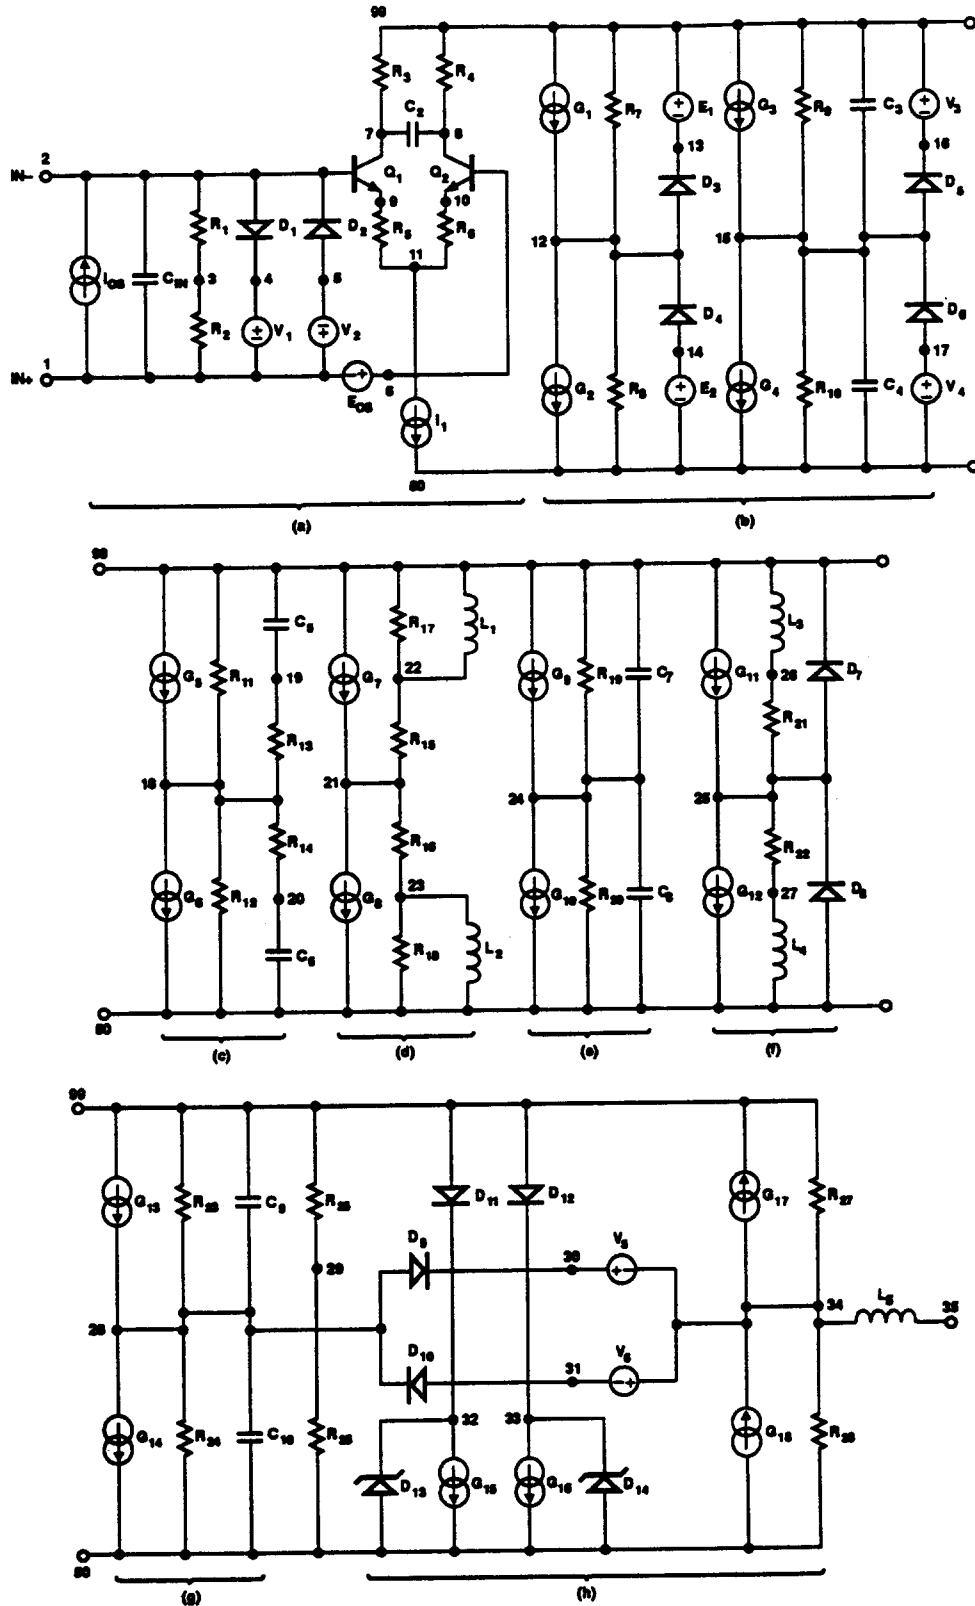 99
R3
R4
C2
7
8
G1
R7
E1
G3
R9
C3
V3
13
16
2
IN–
Q1
Q2
D3
D5
9
10
R1
D1
D2
R5
R6
12
15
11
IOS
CIN
3
4
5
D4
D6
R2
V1
V2
14
17
1
IN+
6
EOS
I1
G2
R8
E2
G4
R10
C4
V4
50
(a)
(b)
99
C5
R17
L1
L3
22
G5
R11
19
G7
G9
R19
C7
G11
26
D7
R13
R15
R21
18
21
24
25
R14
R16
R22
G6
R12
20
G8
23
G10
R20
C8
G12
27
D8
C6
R18
L2
L4
50
(c)
(d)
(e)
(f)
99
G13
R23
C9
R25
D11
D12
G17
R27
D9
29
30
V5
34
L5
35
28
D10
31
V6
32
33
G14
R24
C10
R26
D13
G15
G16
D14
G18
R28
50
(g)
(h)